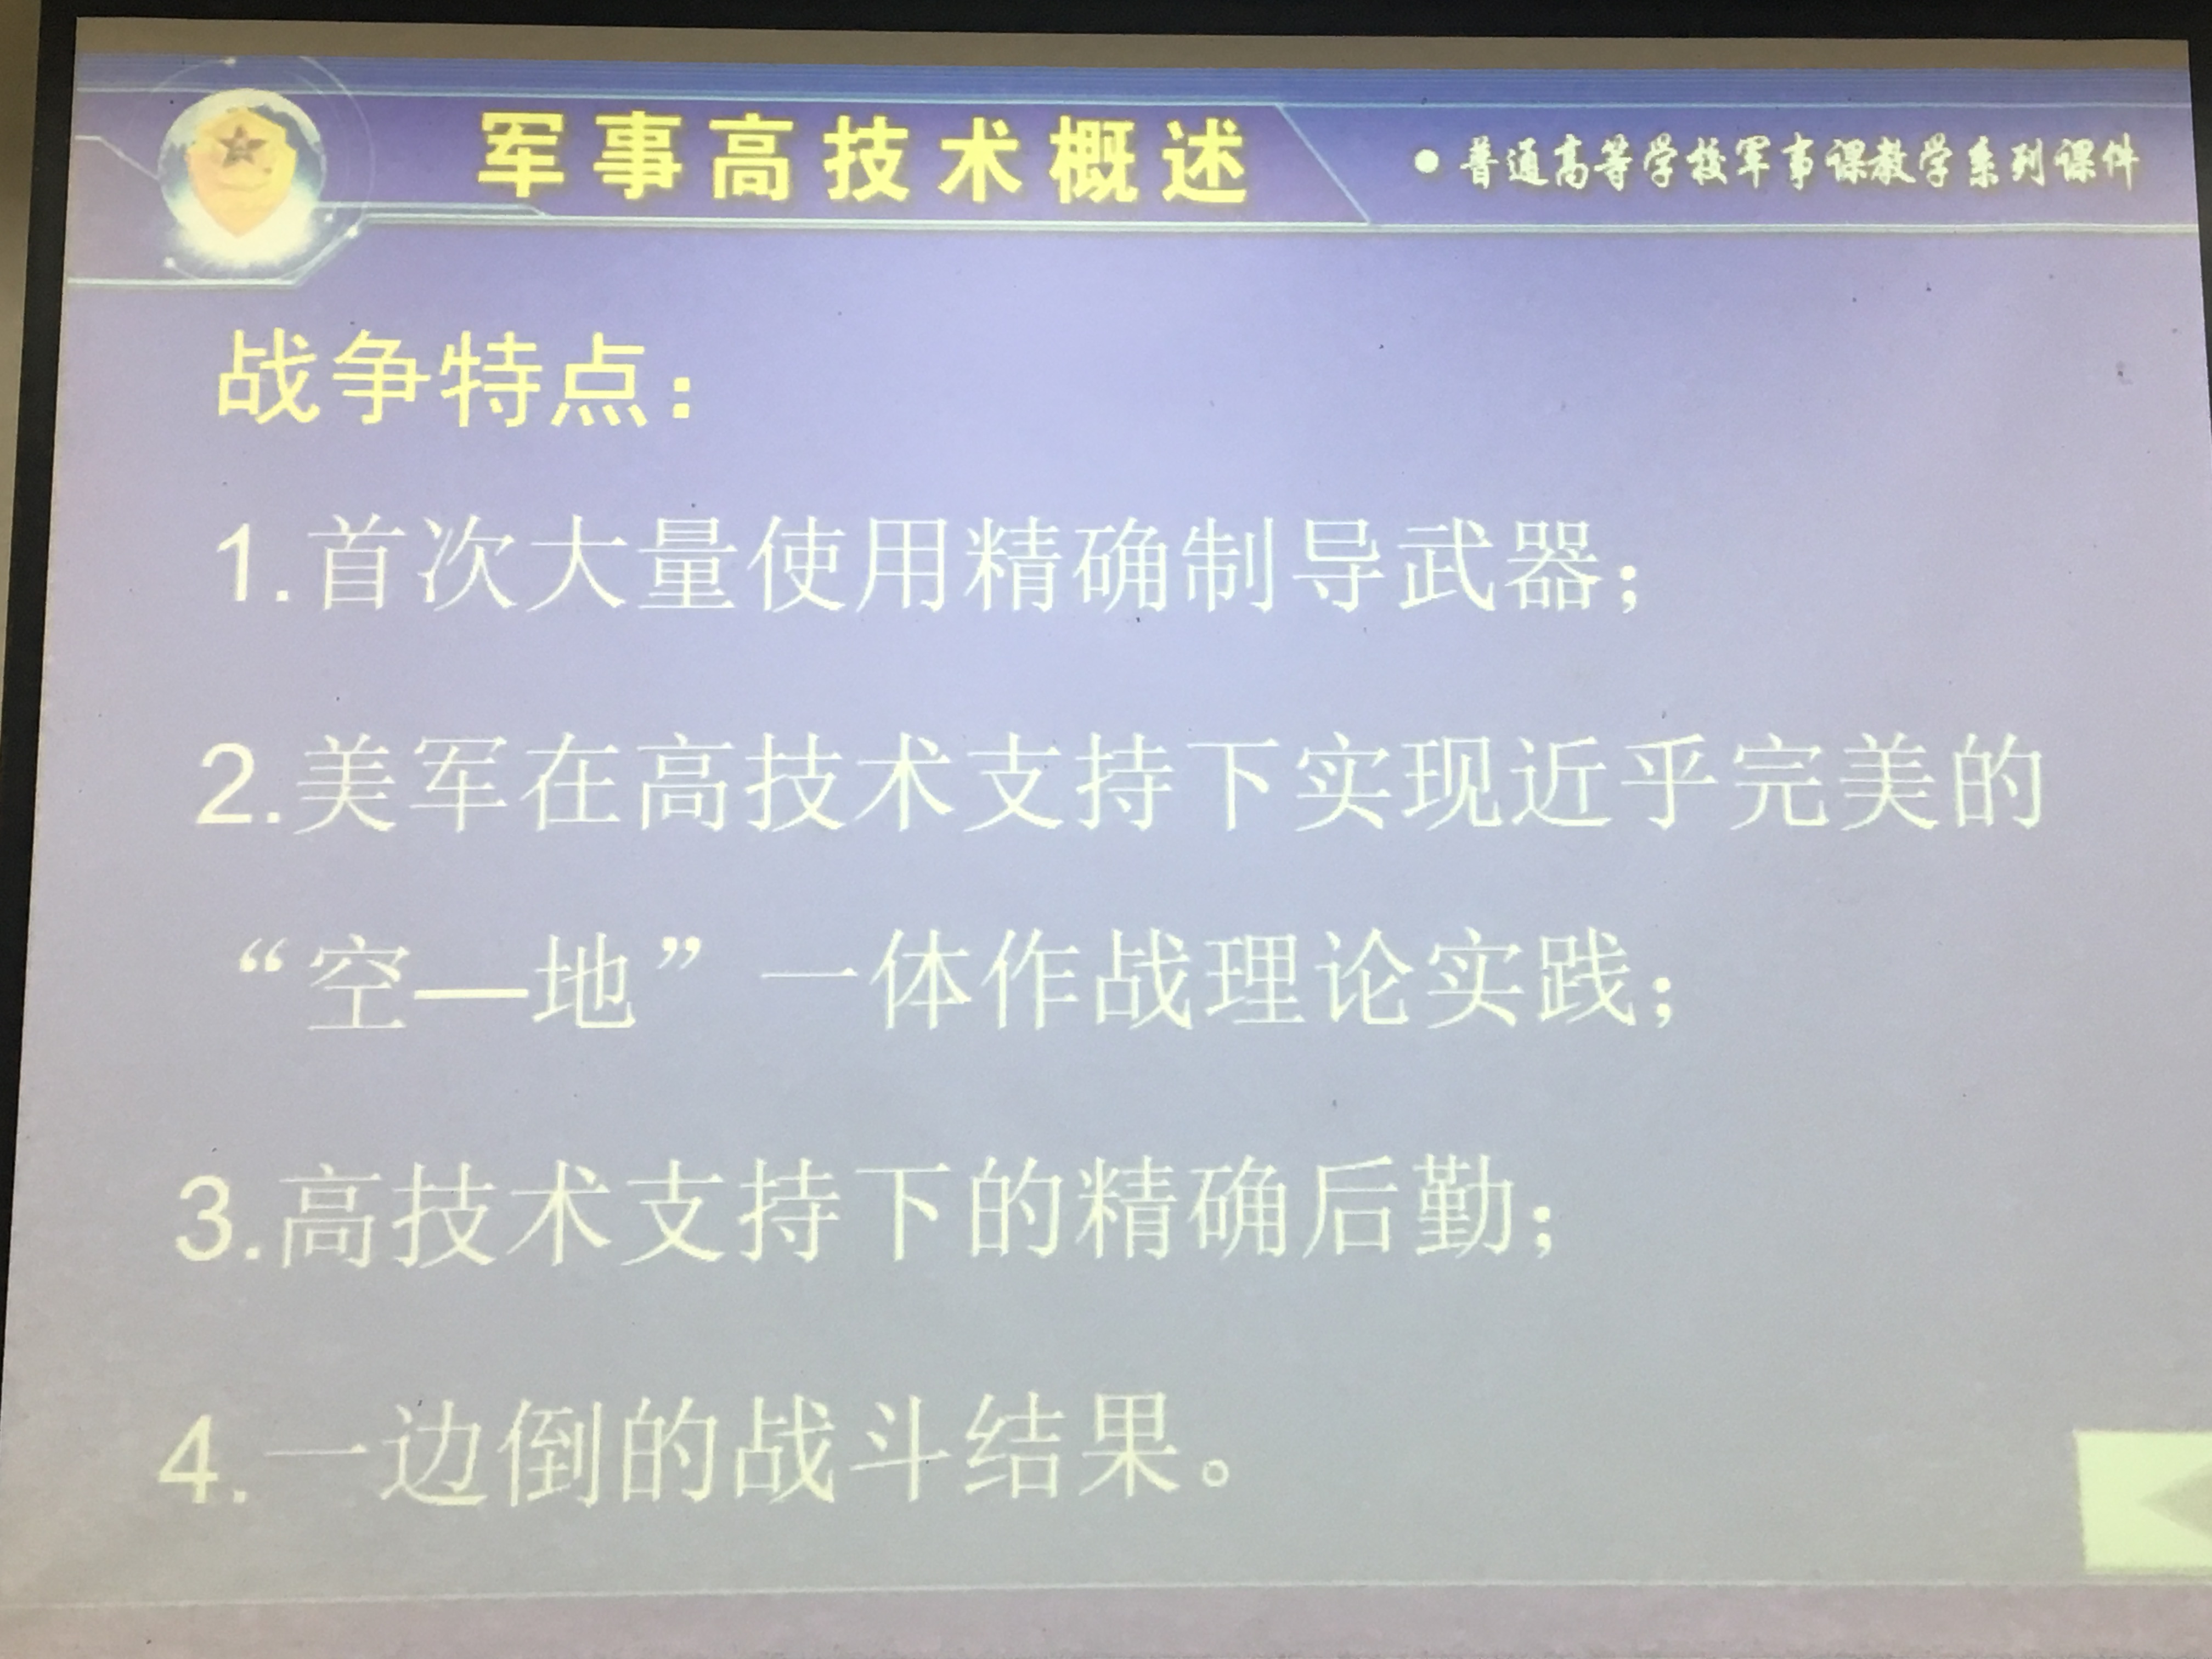 军事高技术概述
•普通高等学校军事课教学系列课件
战争特点：
1.首次大量使用精确制导武器；
2.美军在高技术支持下实现近乎完美的
“空—地”一体作战理论实践；
3.高技术支持下的精确后勤；
4.一边倒的战斗结果。